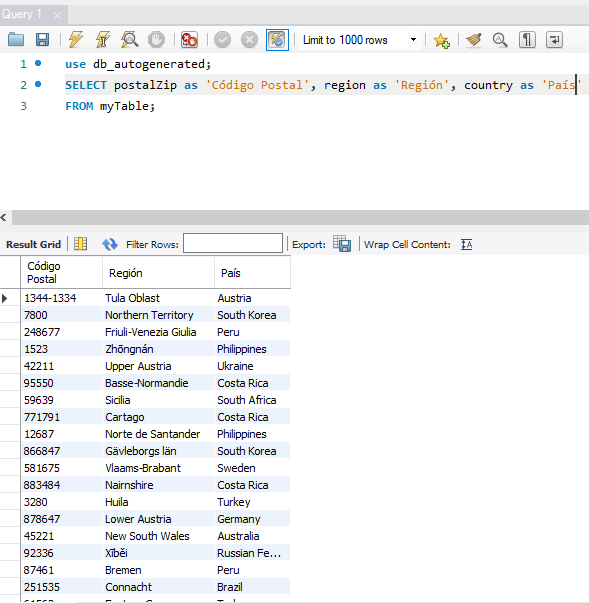 Query 1
Limit to 1000 rows
1 use db_autogenerated;
2 SELECT postalZip as 'Código Postal', region as 'Región', country as 'País'
3 FROM myTable;
Result Grid Filter Rows: Export: Wrap Cell Content:
Código Postal Región País
1344-1334 Tula Oblast Austria
7800 Northern Territory South Korea
248677 Friuli-Venezia Giulia Peru
1523 Zhōngnán Philippines
42211 Upper Austria Ukraine
95550 Basse-Normandie Costa Rica
59639 Sicilia South Africa
771791 Cartago Costa Rica
12687 Norte de Santander Philippines
866847 Gävleborgs län South Korea
581675 Vlaams-Brabant Sweden
883484 Nairnshire Costa Rica
3280 Huila Turkey
878647 Lower Austria Germany
45221 New South Wales Australia
92336 Xīběi Russian Fe...
87461 Bremen Peru
251535 Connacht Brazil